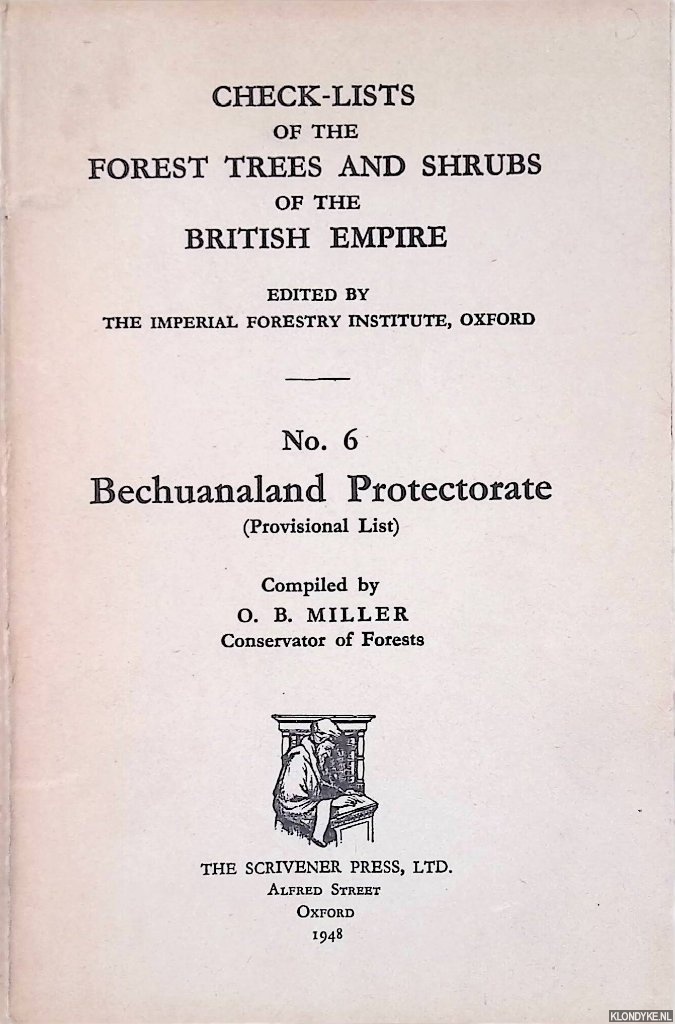 CHECK-LISTS
OF THE
FOREST TREES AND SHRUBS
OF THE
BRITISH EMPIRE
EDITED BY
THE IMPERIAL FORESTRY INSTITUTE, OXFORD
No. 6
Bechuanaland Protectorate
(Provisional List)
Compiled by
O. B. MILLER
Conservator of Forests
THE SCRIVENER PRESS, LTD.
ALFRED STREET
OXFORD
1948
KLONDYKE.NL